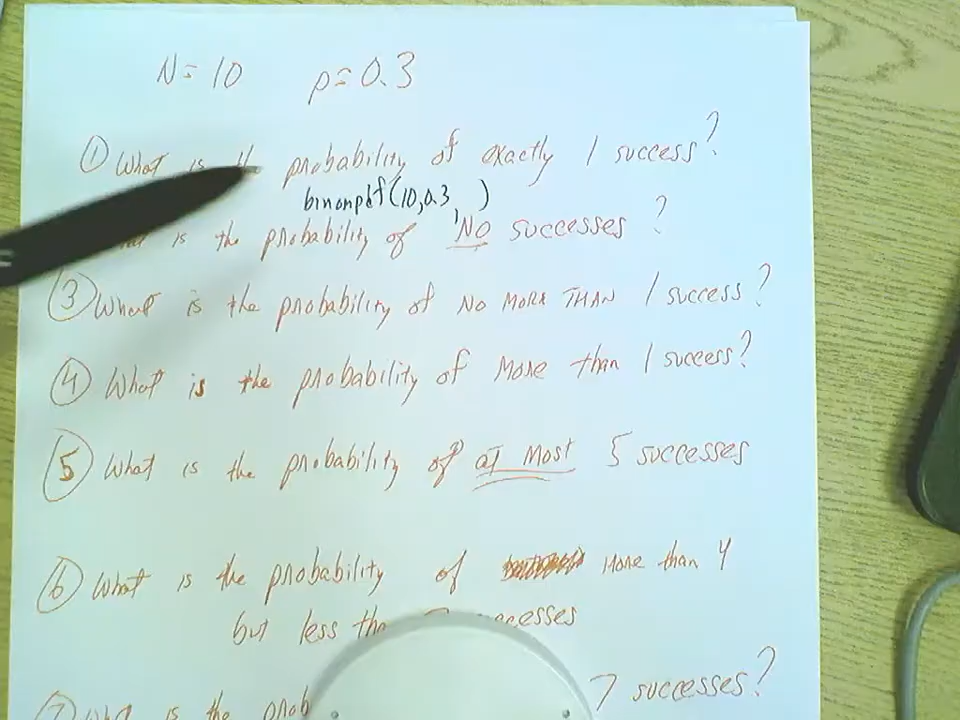 N = 10 p = 0.3
① What is the probability of exactly 1 success?
binompdf(10,0.3, )
is the probability of NO successes?
③ What is the probability of NO MORE THAN 1 success?
④ What is the probability of More than 1 success?
⑤ What is the probability of at Most 5 successes
⑥ What is the probability of More than 4
but less
⑦ What is the 7 successes?